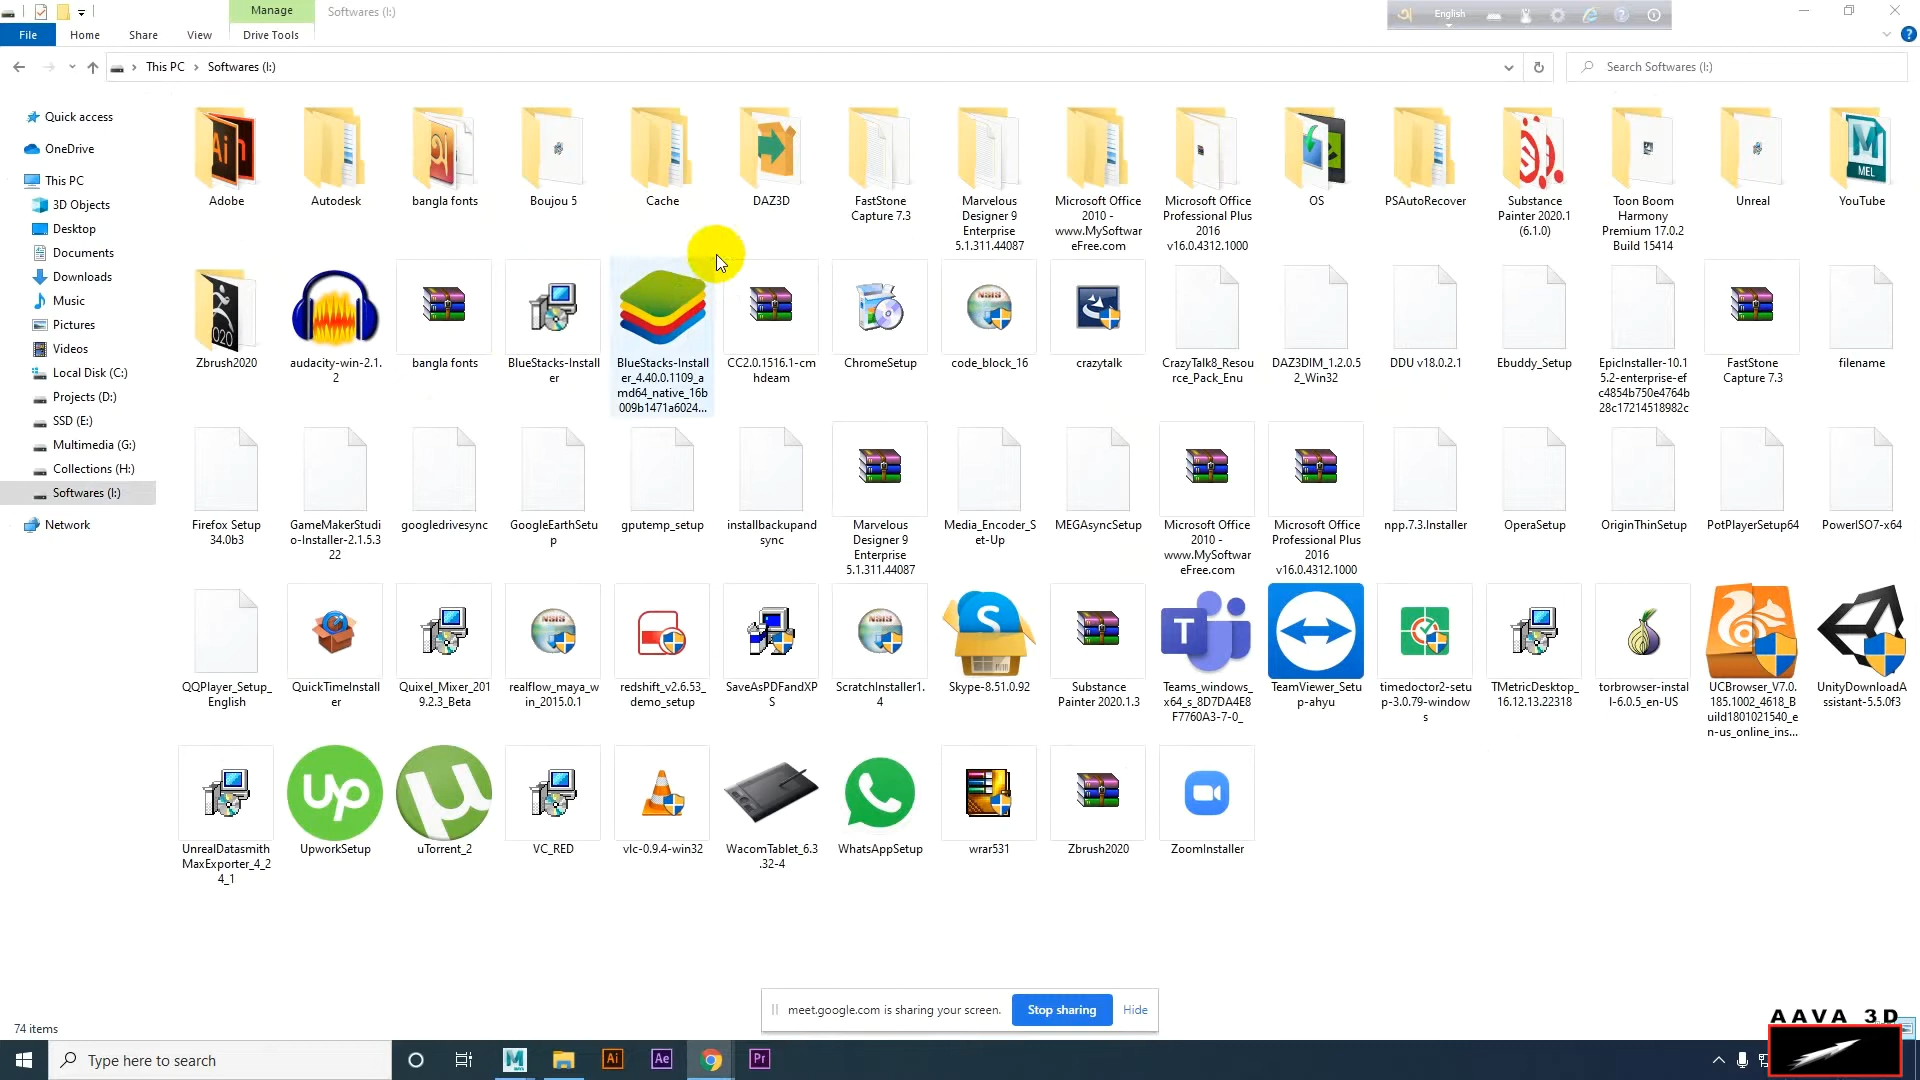 Manage
Softwares (I:)
English
File
Home
Share
View
Drive Tools
This PC
Softwares (I:)
Search Softwares (I:)
Quick access
OneDrive
This PC
3D Objects
Desktop
Documents
Downloads
Music
Pictures
Videos
Local Disk (C:)
Projects (D:)
SSD (E:)
Multimedia (G:)
Collections (H:)
Softwares (I:)
Network
Adobe
Autodesk
bangla fonts
Boujou 5
Cache
DAZ3D
FastStone
Capture 7.3
Marvelous
Designer 9
Enterprise
5.1.311.44087
Microsoft Office
2010 -
www.MySoftwar
eFree.com
Microsoft Office
Professional Plus
2016
v16.0.4312.1000
OS
PSAutoRecover
Substance
Painter 2020.1
(6.1.0)
Toon Boom
Harmony
Premium 17.0.2
Build 15414
Unreal
MEL
YouTube
Zbrush2020
audacity-win-2.1.
2
bangla fonts
BlueStacks-Install
er
BlueStacks-Install
er_4.40.0.1109_a
md64_native_16b
009b1471a6024...
CC2.0.1516.1-cm
hdeam
ChromeSetup
code_block_16
crazytalk
CrazyTalk8_Resou
rce_Pack_Enu
DAZ3DIM_1.2.0.5
2_Win32
DDU v18.0.2.1
Ebuddy_Setup
EpicInstaller-10.1
5.2-enterprise-ef
c4854b750e4764b
28c17214518982c
FastStone
Capture 7.3
filename
Firefox Setup
34.0b3
GameMakerStudi
o-Installer-2.1.5.3
22
googledrivesync
GoogleEarthSetu
p
gputemp_setup
installbackupand
sync
Marvelous
Designer 9
Enterprise
5.1.311.44087
Media_Encoder_S
et-Up
MEGAsyncSetup
Microsoft Office
2010 -
www.MySoftwar
eFree.com
Microsoft Office
Professional Plus
2016
v16.0.4312.1000
npp.7.3.Installer
OperaSetup
OriginThinSetup
PotPlayerSetup64
PowerISO7-x64
QQPlayer_Setup_
English
QuickTimeInstall
er
Quixel_Mixer_201
9.2.3_Beta
realflow_maya_w
in_2015.0.1
redshift_v2.6.53_
demo_setup
SaveAsPDFandXP
S
ScratchInstaller1.
4
Skype-8.51.0.92
Substance
Painter 2020.1.3
Teams_windows_
x64_s_8D7DA4E8
F7760A3-7-0_
TeamViewer_Setu
p-ahyu
timedoctor2-setu
p-3.0.79-window
s
TMetricDesktop_
16.12.13.22318
torbrowser-instal
l-6.0.5_en-US
UCBrowser_V7.0.
185.1002_4618_B
uild1801021540_e
n-us_online_ins...
UnityDownloadA
ssistant-5.5.0f3
UnrealDatasmith
MaxExporter_4_2
4_1
UpworkSetup
uTorrent_2
VC_RED
vlc-0.9.4-win32
WacomTablet_6.3
.32-4
WhatsAppSetup
wrar531
Zbrush2020
ZoomInstaller
meet.google.com is sharing your screen.
Stop sharing
Hide
74 items
AAVA 3D
Type here to search
Ai
Ae
Pr